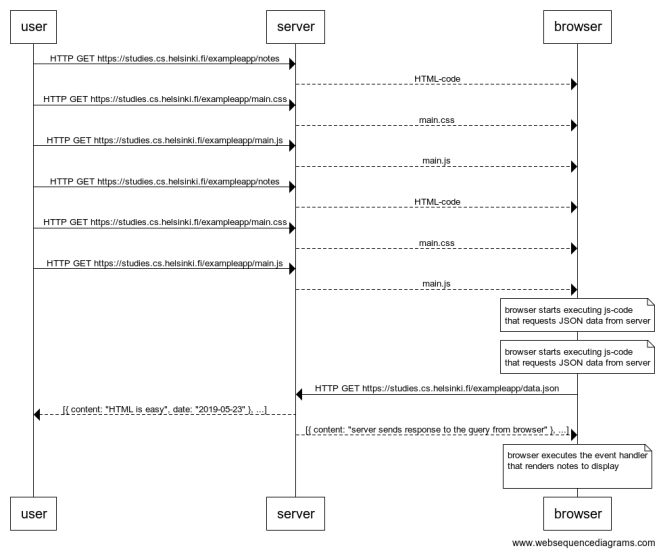 user server browser
HTTP GET https://studies.cs.helsinki.fi/exampleapp/notes
HTML-code
HTTP GET https://studies.cs.helsinki.fi/exampleapp/main.css
main.css
HTTP GET https://studies.cs.helsinki.fi/exampleapp/main.js
main.js
HTTP GET https://studies.cs.helsinki.fi/exampleapp/notes
HTML-code
HTTP GET https://studies.cs.helsinki.fi/exampleapp/main.css
main.css
HTTP GET https://studies.cs.helsinki.fi/exampleapp/main.js
main.js
browser starts executing js-code
that requests JSON data from server
browser starts executing js-code
that requests JSON data from server
HTTP GET https://studies.cs.helsinki.fi/exampleapp/data.json
[{ content: "HTML is easy", date: "2019-05-23" }, ...]
[{ content: "server sends response to the query from browser" }, ...]
browser executes the event handler
that renders notes to display
user server browser
www.websequencediagrams.com